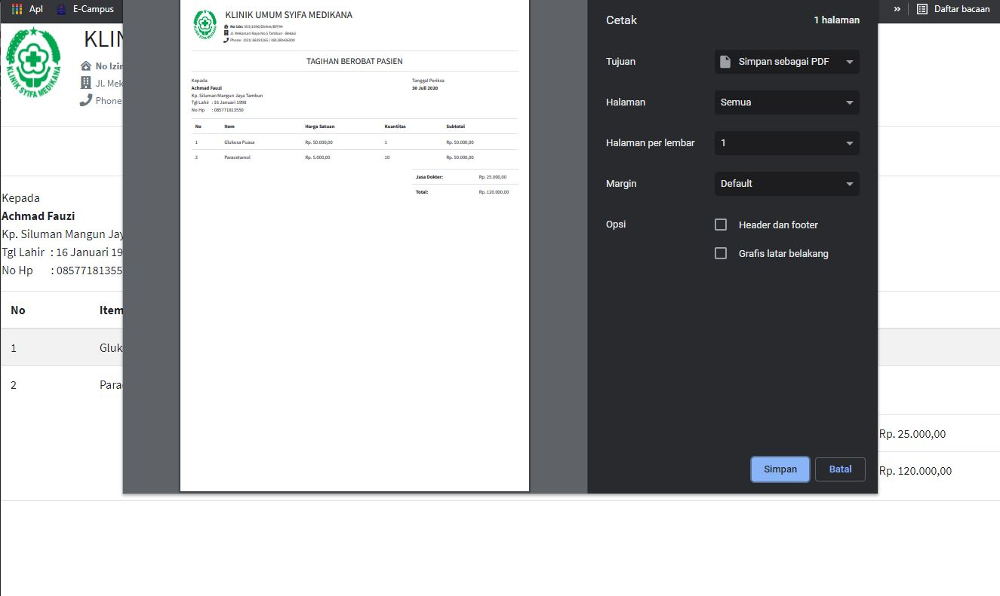 Apl
E-Campus
»
Daftar bacaan
KLINIK SYIFA MEDIKANA
KLIN
No Izin
Jl. Mek
Phone
Kepada
Achmad Fauzi
Kp. Siluman Mangun Jay
Tgl Lahir : 16 Januari 19
No Hp : 08577181355
No Item
1 Gluk
2 Para
Rp. 25.000,00
Rp. 120.000,00
KLINIK SYIFA MEDIKANA
KLINIK UMUM SYIFA MEDIKANA
No Izin: 503/1096/Dinkes/BP/94
Jl. Mekarsari Raya No 5 Tambun - Bekasi
Phone : (021) 88391265 / 081380426000
TAGIHAN BEROBAT PASIEN
Kepada
Achmad Fauzi
Kp. Siluman Mangun Jaya Tambun
Tgl Lahir : 16 Januari 1998
No Hp : 085771813550
Tanggal Periksa
30 Juli 2020
No Item Harga Satuan Kuantitas Subtotal
1 Glukosa Puasa Rp. 50.000,00 1 Rp. 50.000,00
2 Paracetamol Rp. 5.000,00 10 Rp. 50.000,00
Jasa Dokter: Rp. 25.000,00
Total: Rp. 120.000,00
Cetak 1 halaman
Tujuan Simpan sebagai PDF
Halaman Semua
Halaman per lembar 1
Margin Default
Opsi Header dan footer
Grafis latar belakang
Simpan Batal